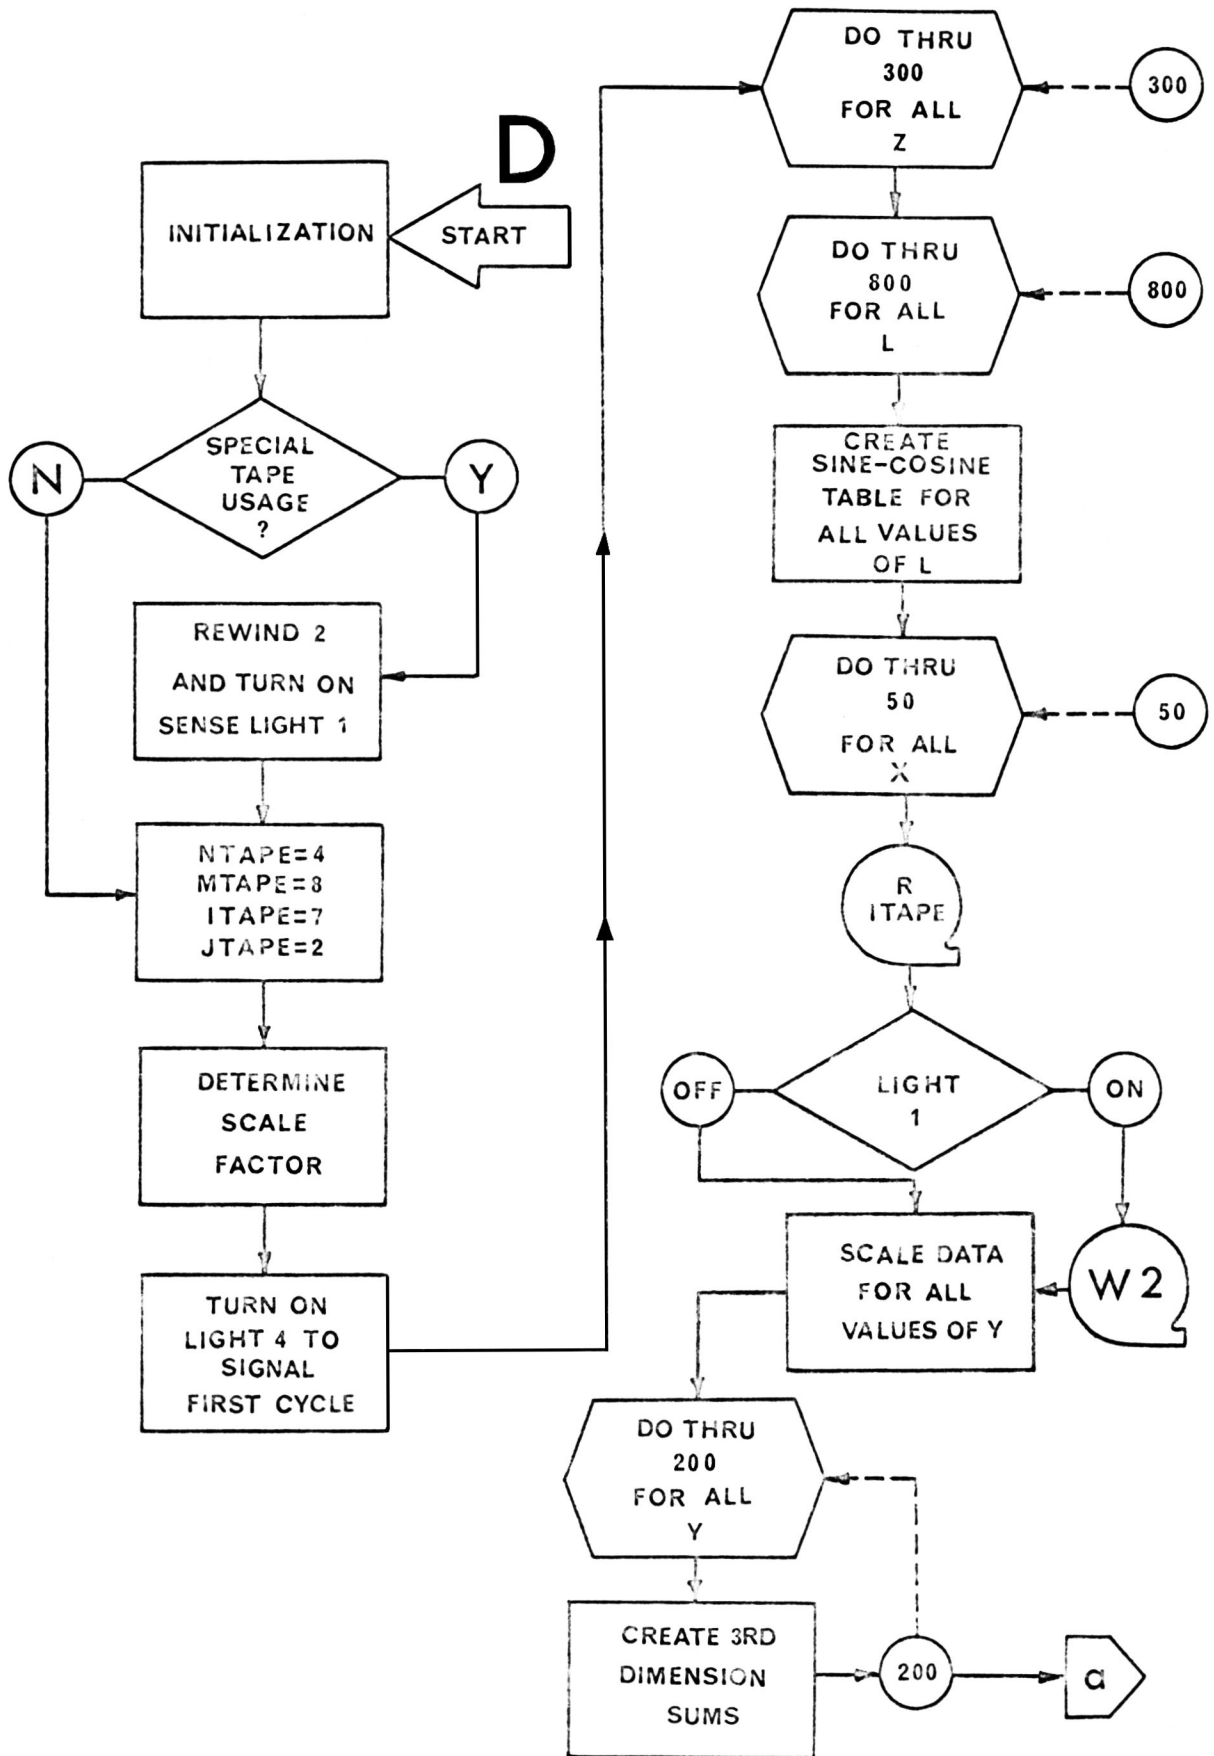 D
START
INITIALIZATION
SPECIAL
TAPE
USAGE
?
N
Y
REWIND 2
AND TURN ON
SENSE LIGHT 1
NTAPE=4
MTAPE=8
ITAPE=7
JTAPE=2
DETERMINE
SCALE
FACTOR
TURN ON
LIGHT 4 TO
SIGNAL
FIRST CYCLE
DO THRU
300
FOR ALL
Z
300
DO THRU
800
FOR ALL
L
800
CREATE
SINE-COSINE
TABLE FOR
ALL VALUES
OF L
DO THRU
50
FOR ALL
X
50
R
ITAPE
LIGHT
1
OFF
ON
W2
SCALE DATA
FOR ALL
VALUES OF Y
DO THRU
200
FOR ALL
Y
CREATE 3RD
DIMENSION
SUMS
200
a